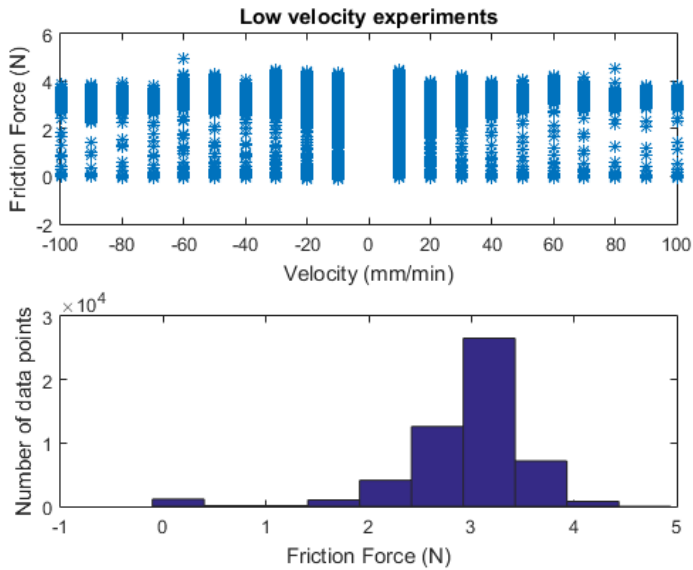 Low velocity experiments
Friction Force (N)
6
4
2
0
-2
-100 -80 -60 -40 -20 0 20 40 60 80 100
Velocity (mm/min)
×10^4
Number of data points
3
2
1
0
-1 0 1 2 3 4 5
Friction Force (N)